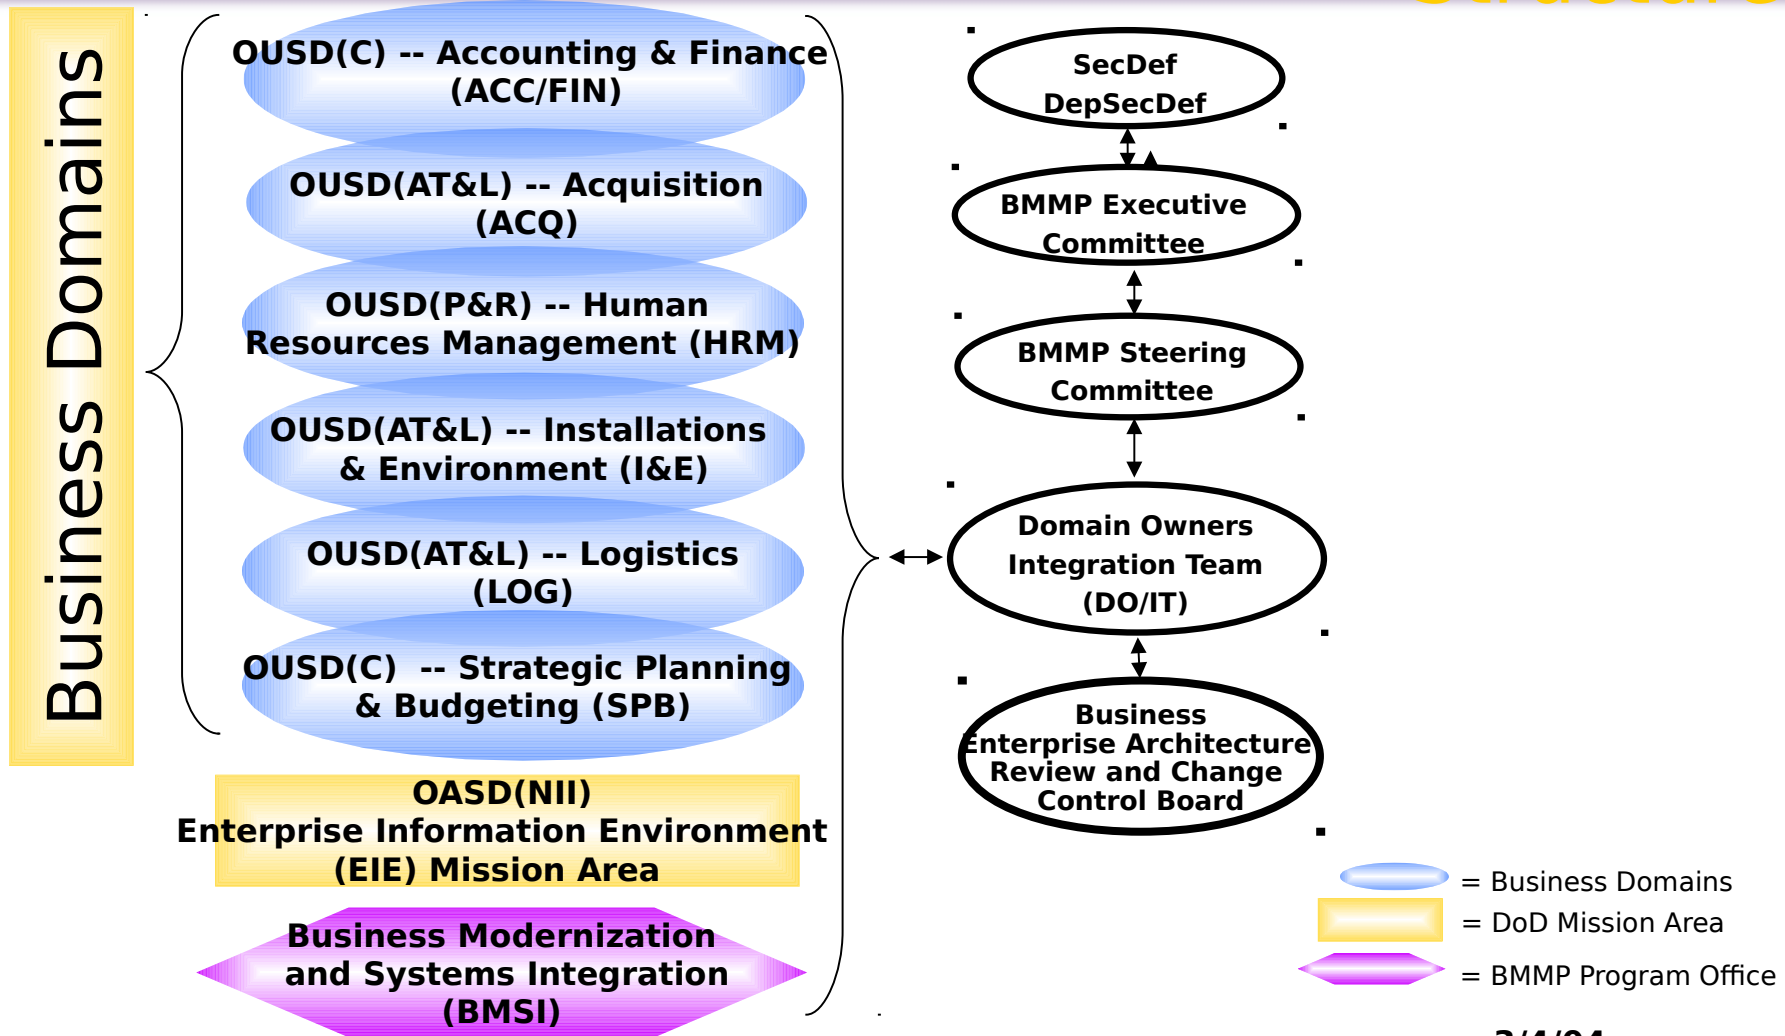 Structure
Business Domains
OUSD(C) -- Accounting & Finance
(ACC/FIN)
OUSD(AT&L) -- Acquisition
(ACQ)
OUSD(P&R) -- Human
Resources Management (HRM)
OUSD(AT&L) -- Installations
& Environment (I&E)
OUSD(AT&L) -- Logistics
(LOG)
OUSD(C) -- Strategic Planning
& Budgeting (SPB)
OASD(NII)
Enterprise Information Environment
(EIE) Mission Area
Business Modernization
and Systems Integration
(BMSI)
SecDef
DepSecDef
BMMP Executive
Committee
BMMP Steering
Committee
Domain Owners
Integration Team
(DO/IT)
Business
Enterprise Architecture
Review and Change
Control Board
= Business Domains
= DoD Mission Area
= BMMP Program Office